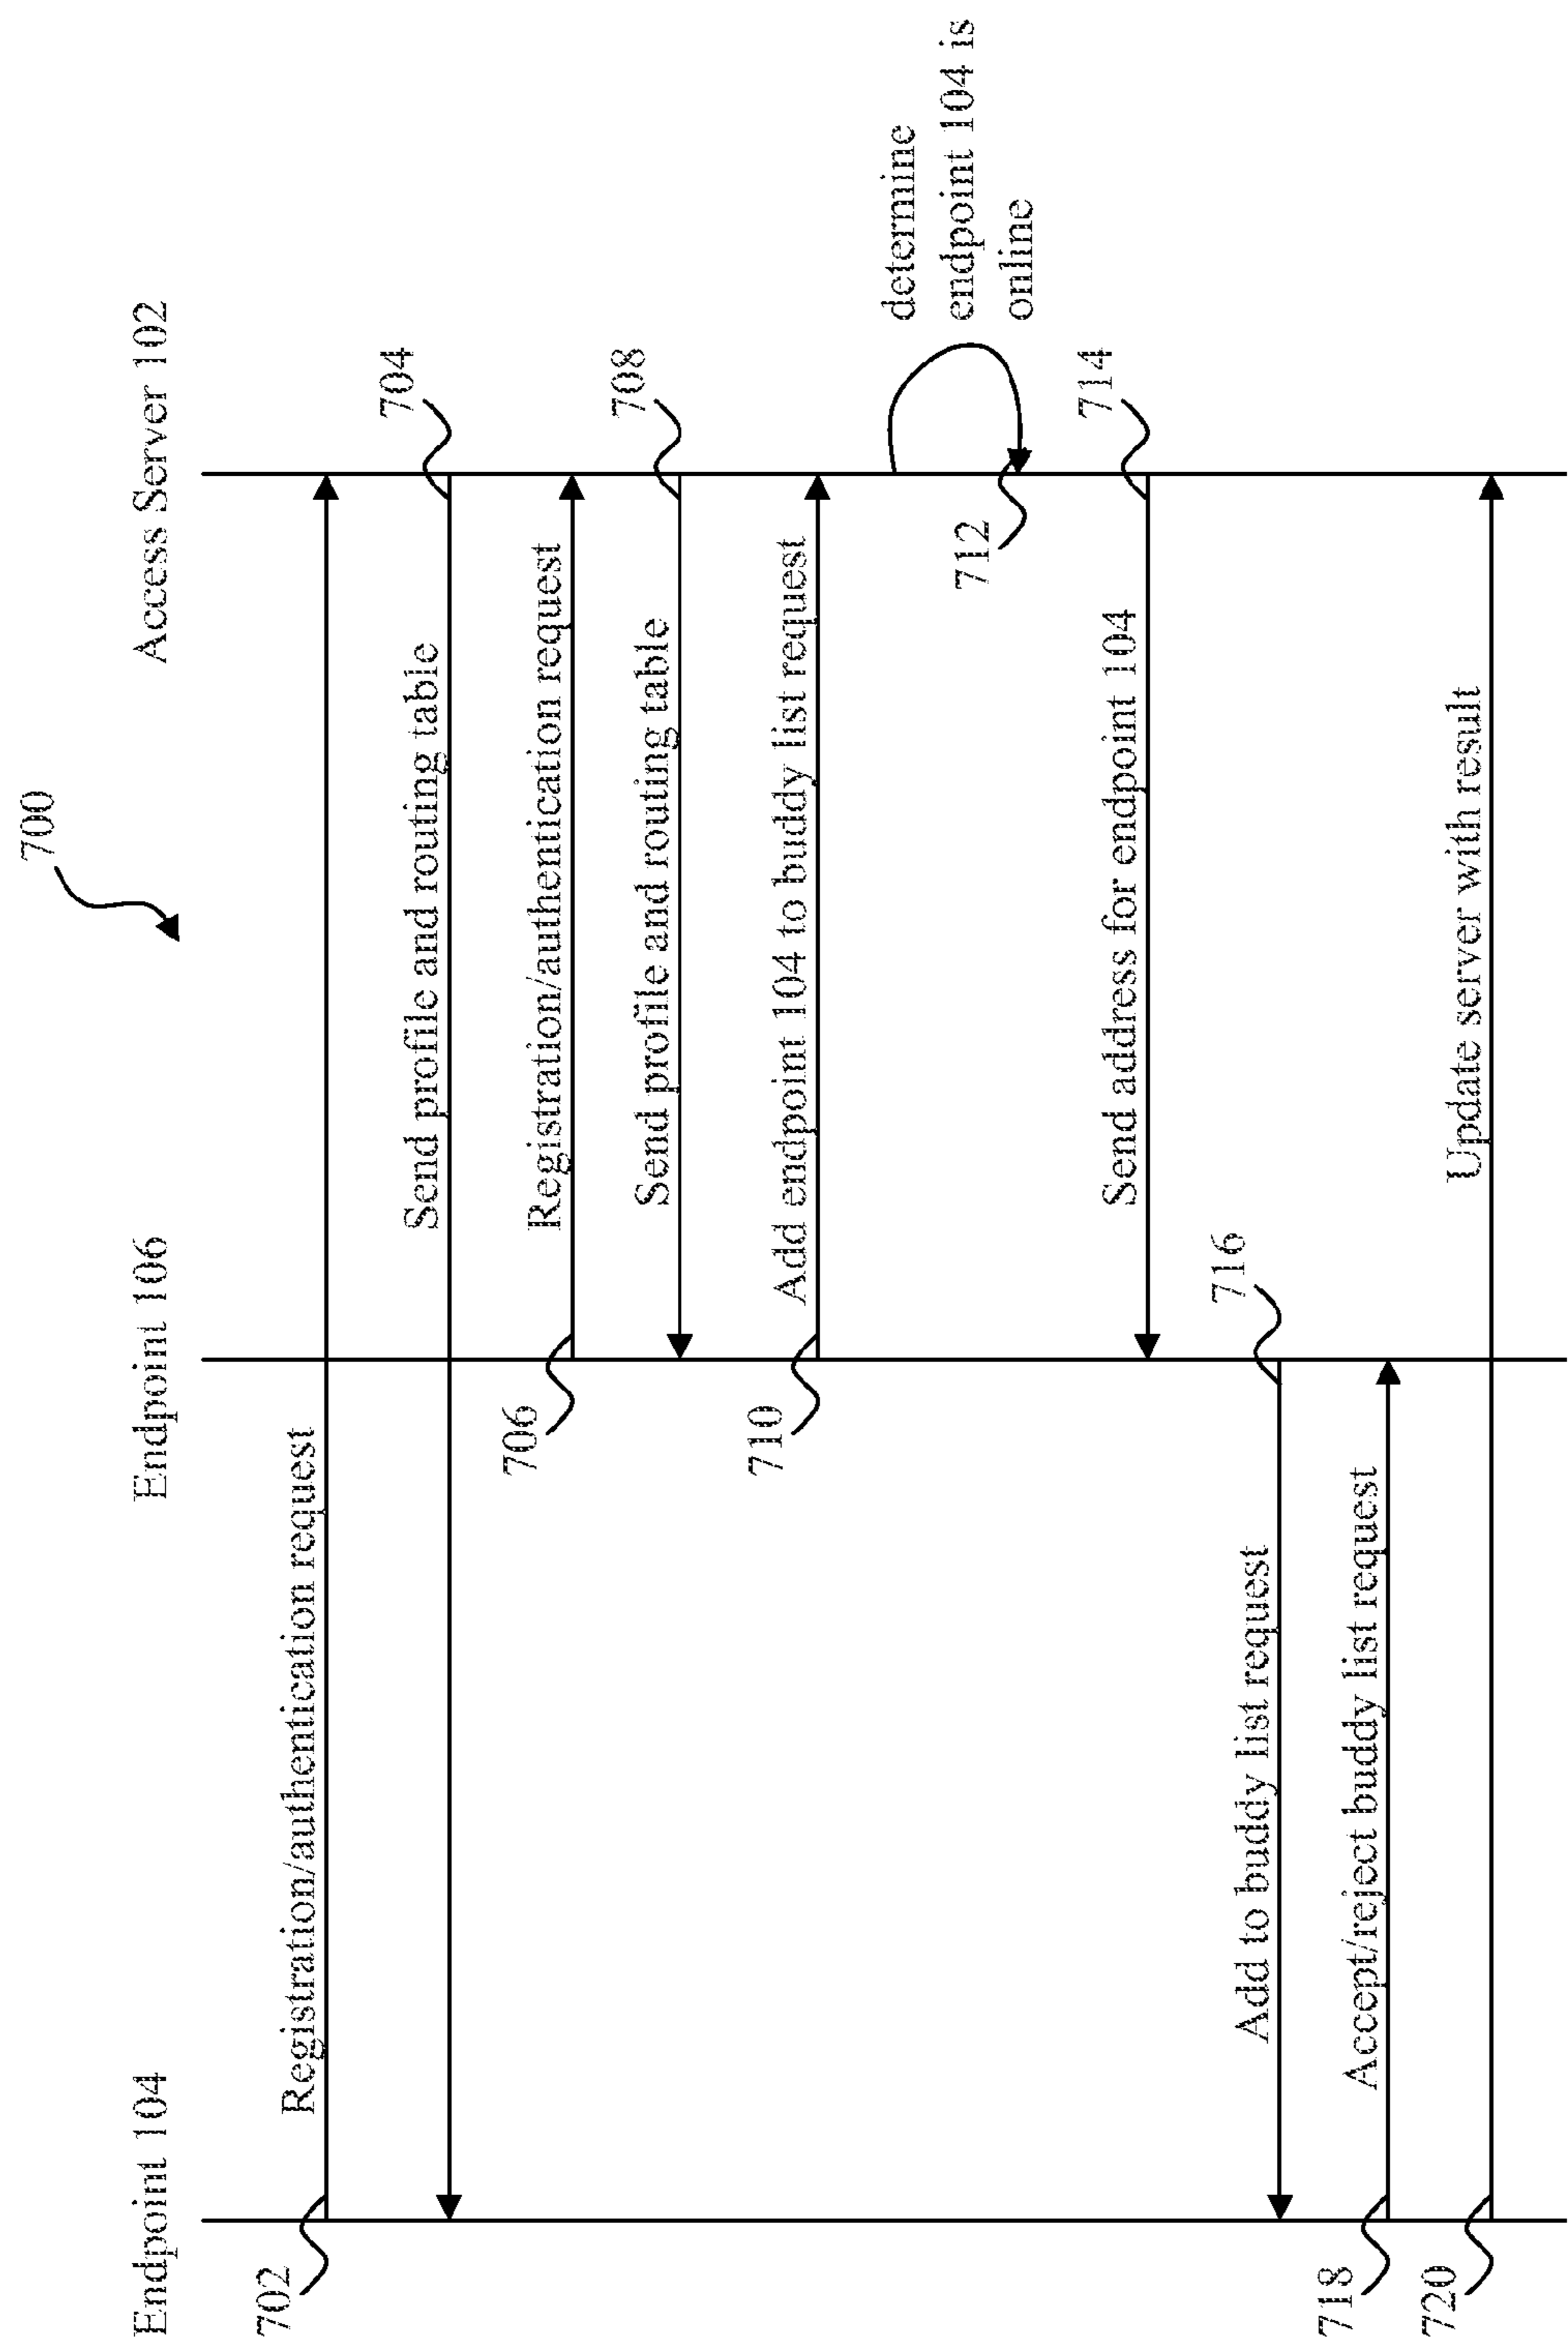 700
Endpoint 104
Endpoint 106
Access Server 102
702
Registration/authentication request
704
Send profile and routing table
706
Registration/authentication request
708
Send profile and routing table
710
Add endpoint 104 to buddy list request
determine
endpoint 104 is
online
712
714
Send address for endpoint 104
716
Add to buddy list request
718
Accept/reject buddy list request
720
Update server with result